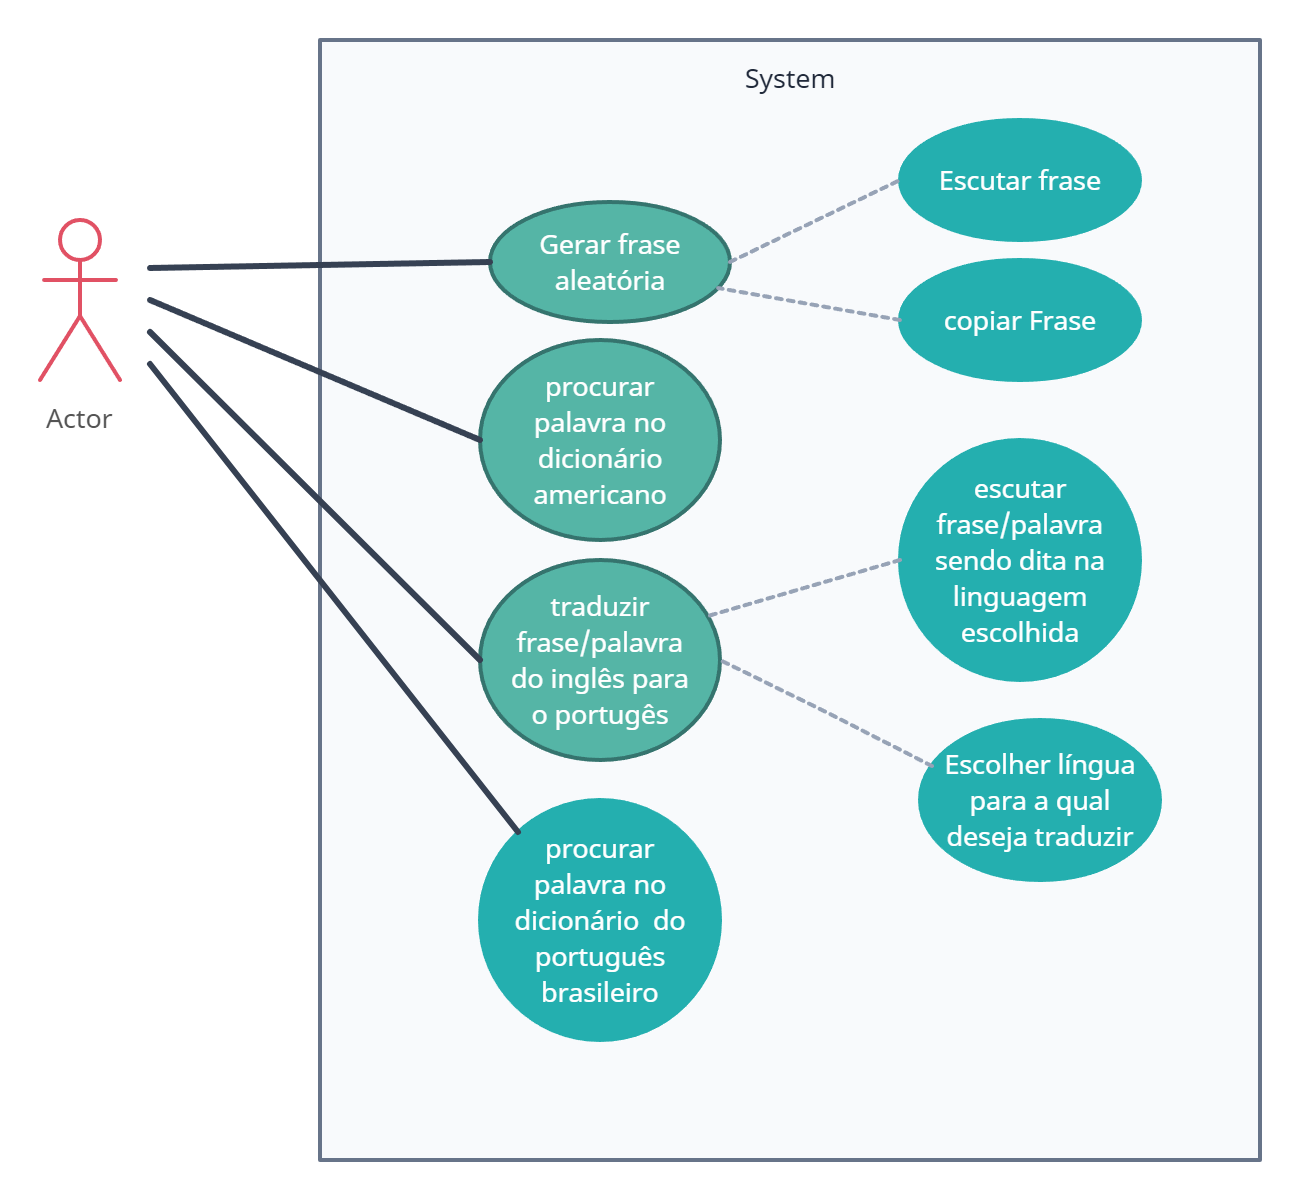 System
Actor
Gerar frase
aleatória
Escutar frase
copiar Frase
procurar
palavra no
dicionário
americano
traduzir
frase/palavra
do inglês para
o portugês
escutar
frase/palavra
sendo dita na
linguagem
escolhida
Escolher língua
para a qual
deseja traduzir
procurar
palavra no
dicionário  do
português
brasileiro